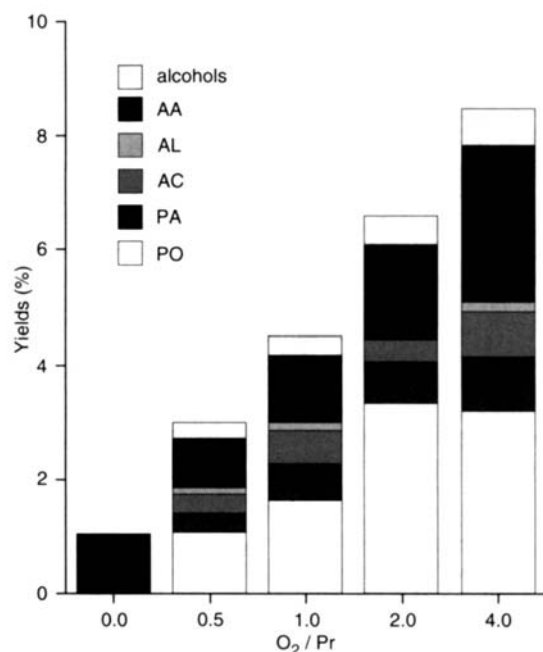 10
8
6
4
2
0
Yields (%)
alcohols
AA
AL
AC
PA
PO
0.0 0.5 1.0 2.0 4.0
O₂ / Pr